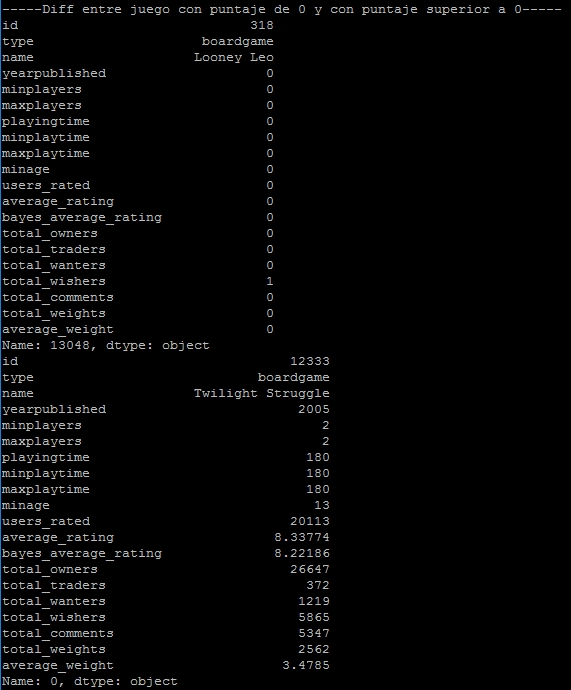 -----Diff entre juego con puntaje de 0 y con puntaje superior a 0-----
id 318
type boardgame
name Looney Leo
yearpublished 0
minplayers 0
maxplayers 0
playingtime 0
minplaytime 0
maxplaytime 0
minage 0
users_rated 0
average_rating 0
bayes_average_rating 0
total_owners 0
total_traders 0
total_wanters 0
total_wishers 1
total_comments 0
total_weights 0
average_weight 0
Name: 13048, dtype: object
id 12333
type boardgame
name Twilight Struggle
yearpublished 2005
minplayers 2
maxplayers 2
playingtime 180
minplaytime 180
maxplaytime 180
minage 13
users_rated 20113
average_rating 8.33774
bayes_average_rating 8.22186
total_owners 26647
total_traders 372
total_wanters 1219
total_wishers 5865
total_comments 5347
total_weights 2562
average_weight 3.4785
Name: 0, dtype: object